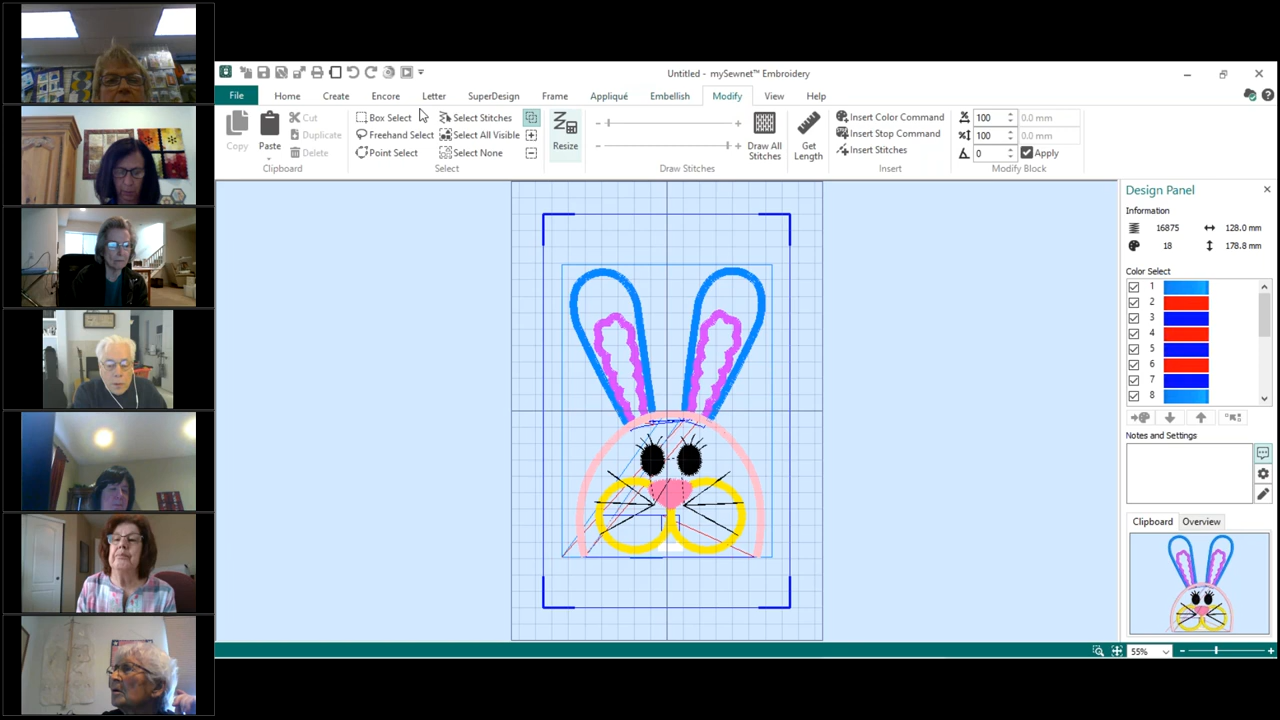 Untitled - mySewnet™ Embroidery
File Home Create Encore Letter SuperDesign Frame Appliqué Embellish Modify View Help
Copy Paste Cut Duplicate Delete
Clipboard
Box Select Select Stitches
Freehand Select Select All Visible
Point Select Select None
Select
Resize
Draw All Stitches
Draw Stitches
Get Length
Insert Color Command
Insert Stop Command
Insert Stitches
Insert
100 0.0 mm
100 0.0 mm
0 Apply
Modify Block
Design Panel
Information
16875 128.0 mm
18 178.8 mm
Color Select
1
2
3
4
5
6
7
8
Notes and Settings
Clipboard Overview
55%